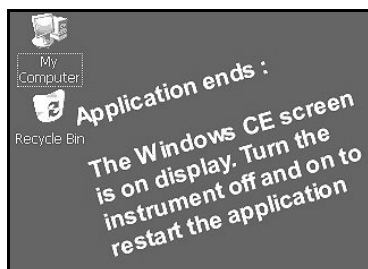 My
Computer
Recycle Bin
Application ends :
The Windows CE screen
is on display. Turn the
instrument off and on to
restart the application